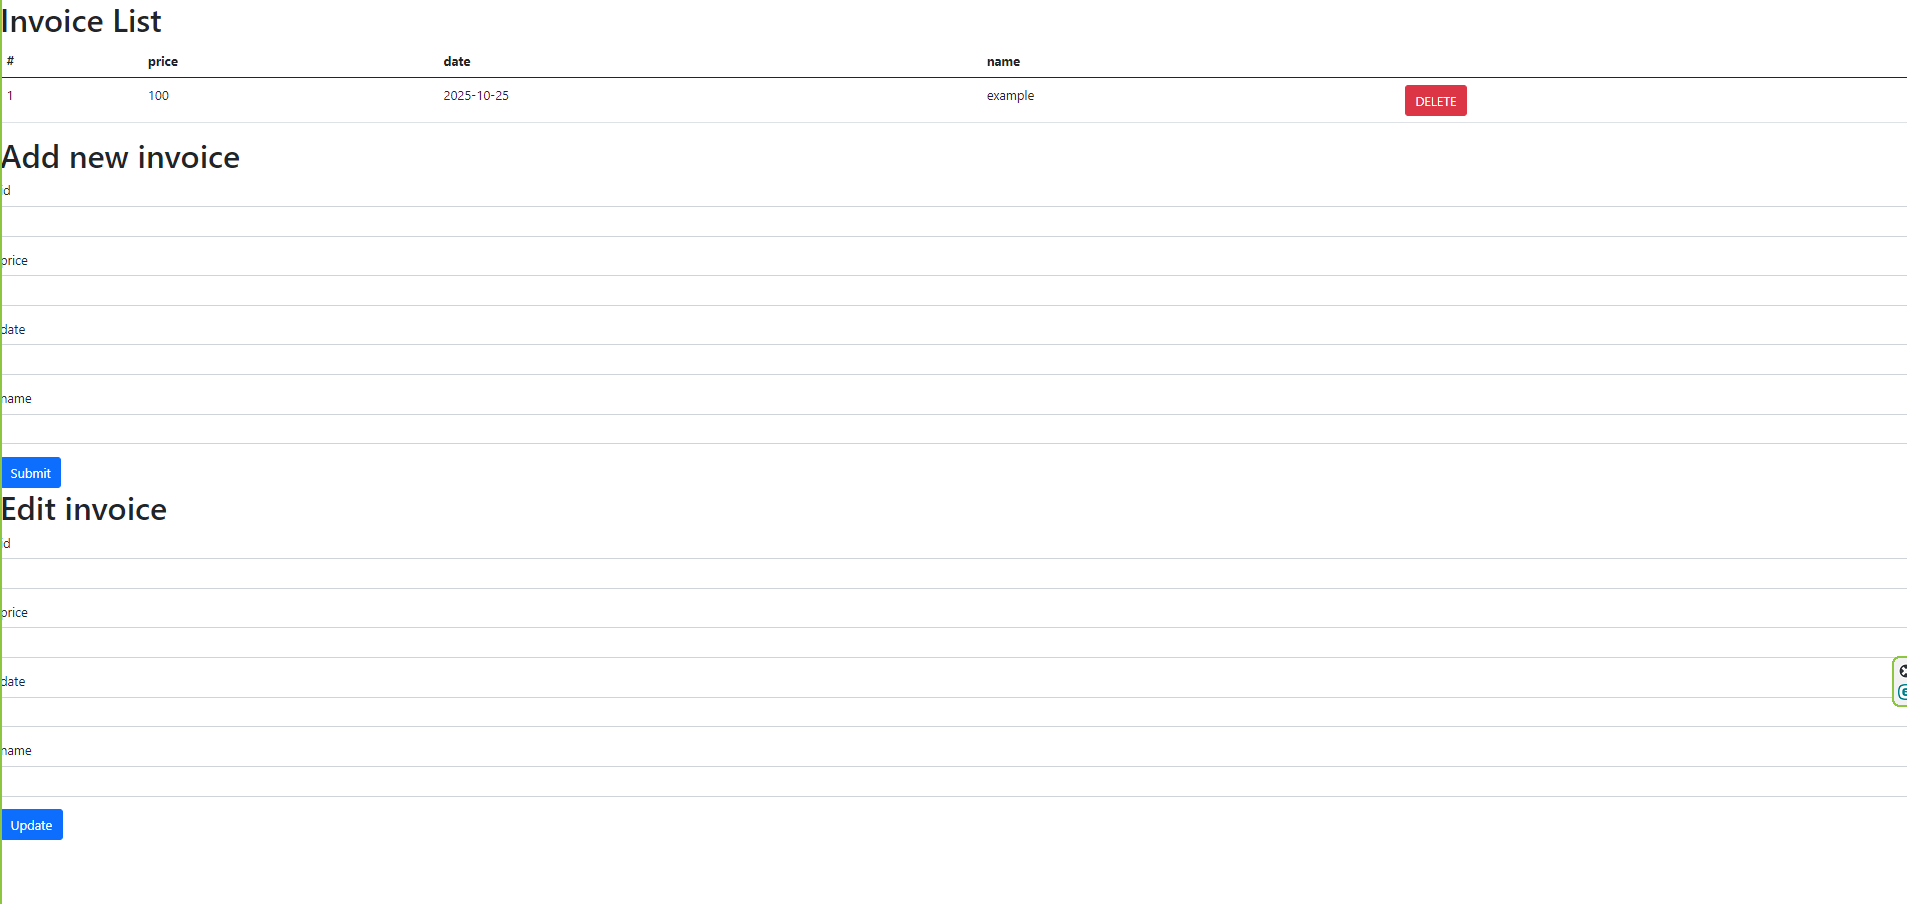 Invoice List
# price date name
1 100 2025-10-25 example DELETE
Add new invoice
id
price
date
name
Submit
Edit invoice
id
price
date
name
Update